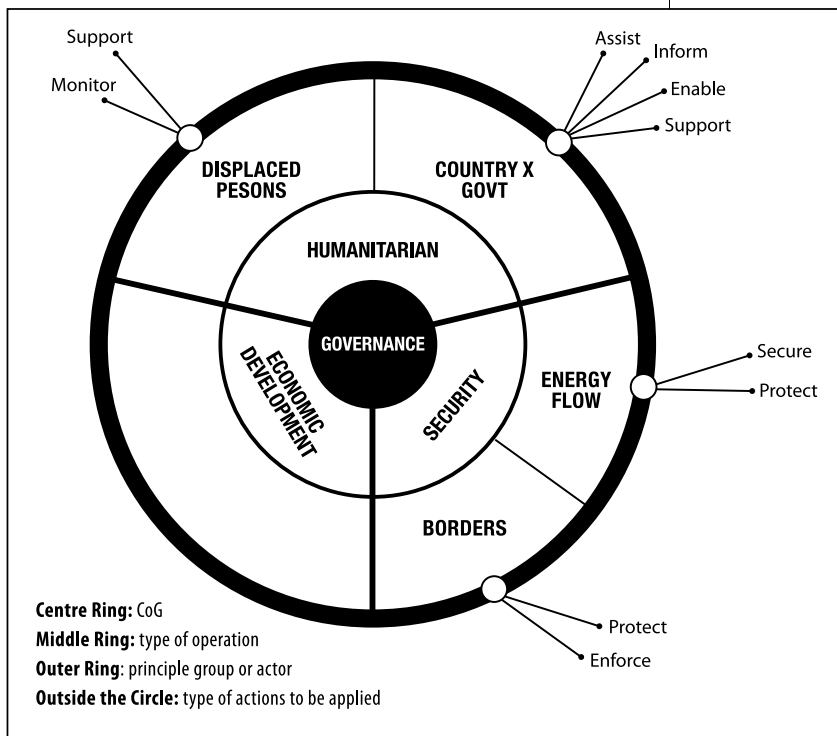 Support
Monitor
Assist
Inform
Enable
Support
DISPLACED
PESONS
COUNTRY X
GOVT
HUMANITARIAN
GOVERNANCE
ECONOMIC
DEVELOPMENT
SECURITY
ENERGY
FLOW
Secure
Protect
BORDERS
Protect
Enforce
Centre Ring: CoG
Middle Ring: type of operation
Outer Ring: principle group or actor
Outside the Circle: type of actions to be applied